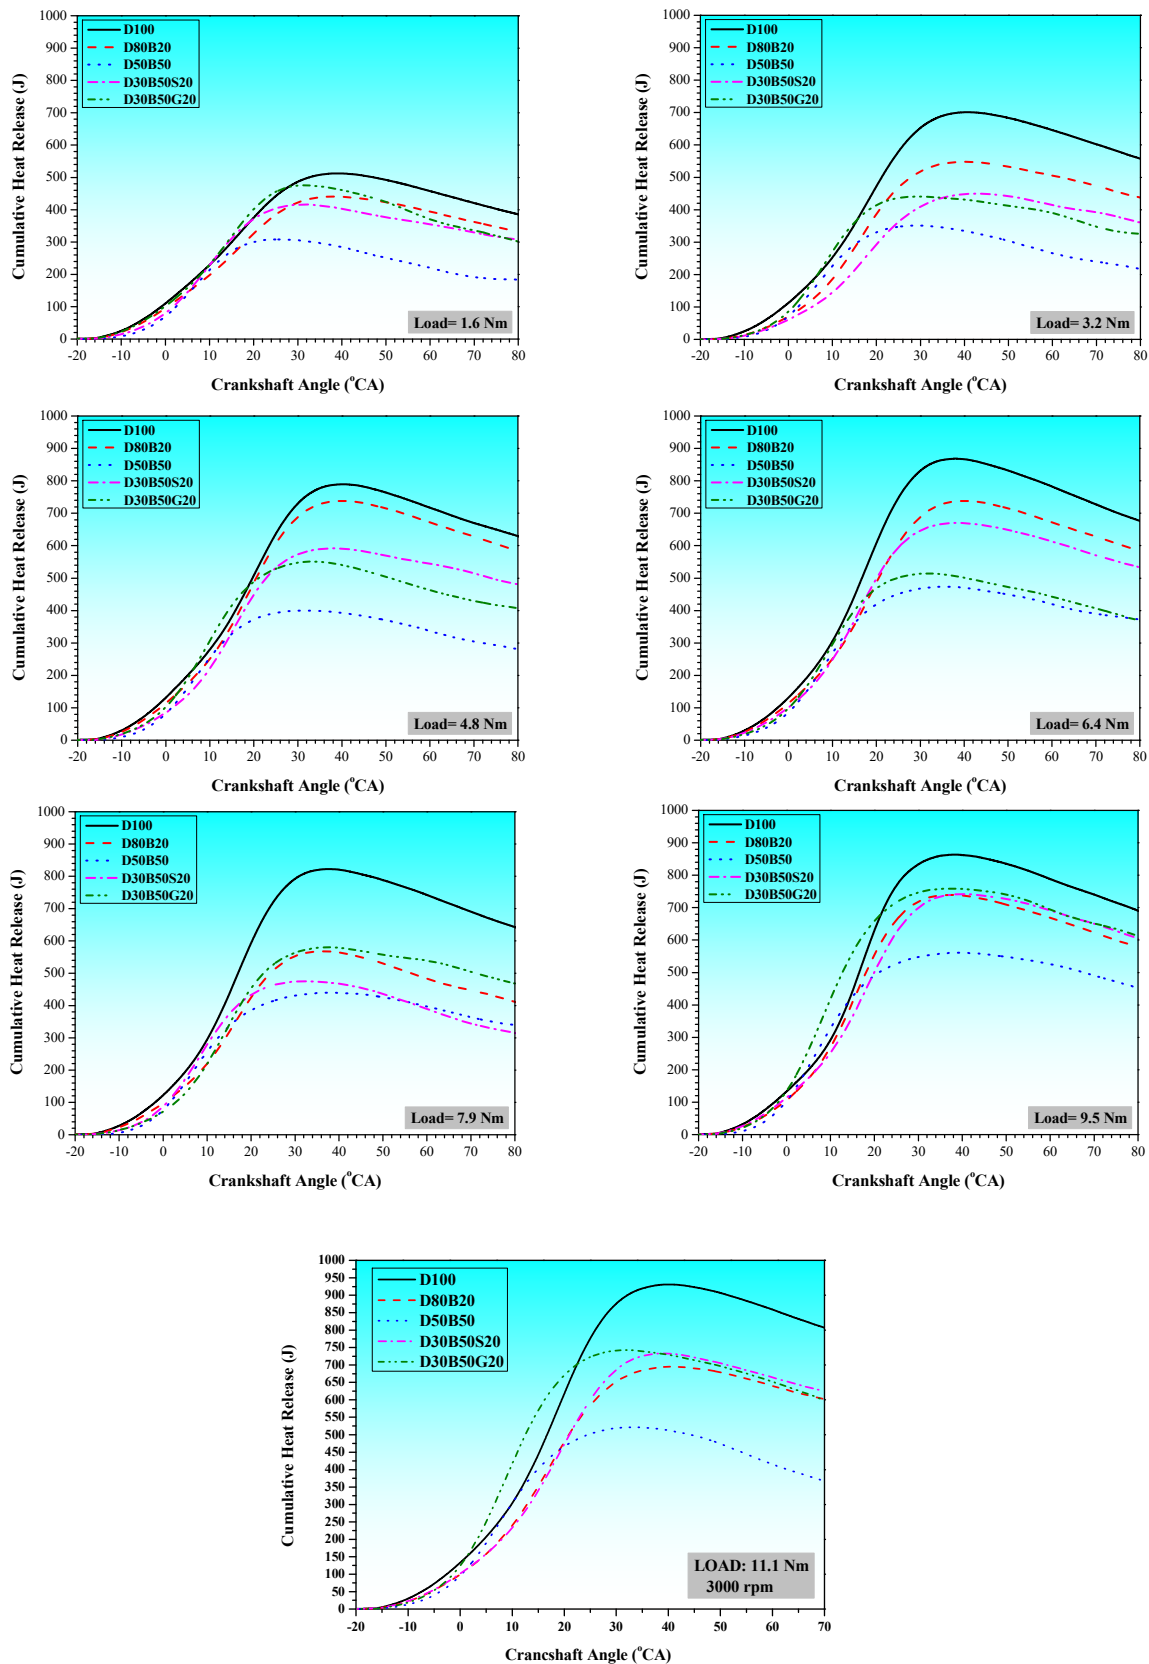 1000
900
800
700
600
500
400
300
200
100
0
Cumulative Heat Release (J)
D100
D80B20
D50B50
D30B50S20
D30B50G20
Load= 1.6 Nm
-20 -10 0 10 20 30 40 50 60 70 80
Crankshaft Angle (°CA)
1000
900
800
700
600
500
400
300
200
100
0
Cumulative Heat Release (J)
D100
D80B20
D50B50
D30B50S20
D30B50G20
Load= 3.2 Nm
-20 -10 0 10 20 30 40 50 60 70 80
Crankshaft Angle (°CA)
1000
900
800
700
600
500
400
300
200
100
0
Cumulative Heat Release (J)
D100
D80B20
D50B50
D30B50S20
D30B50G20
Load= 4.8 Nm
-20 -10 0 10 20 30 40 50 60 70 80
Crankshaft Angle (°CA)
1000
900
800
700
600
500
400
300
200
100
0
Cumulative Heat Release (J)
D100
D80B20
D50B50
D30B50S20
D30B50G20
Load= 6.4 Nm
-20 -10 0 10 20 30 40 50 60 70 80
Crankshaft Angle (°CA)
1000
900
800
700
600
500
400
300
200
100
0
Cumulative Heat Release (J)
D100
D80B20
D50B50
D30B50S20
D30B50G20
Load= 7.9 Nm
-20 -10 0 10 20 30 40 50 60 70 80
Crankshaft Angle (°CA)
1000
900
800
700
600
500
400
300
200
100
0
Cumulative Heat Release (J)
D100
D80B20
D50B50
D30B50S20
D30B50G20
Load= 9.5 Nm
-20 -10 0 10 20 30 40 50 60 70 80
Crankshaft Angle (°CA)
1000
950
900
850
800
750
700
650
600
550
500
450
400
350
300
250
200
150
100
50
0
Cumulative Heat Release (J)
D100
D80B20
D50B50
D30B50S20
D30B50G20
LOAD: 11.1 Nm
3000 rpm
-20 -10 0 10 20 30 40 50 60 70
Crancshaft Angle (°CA)